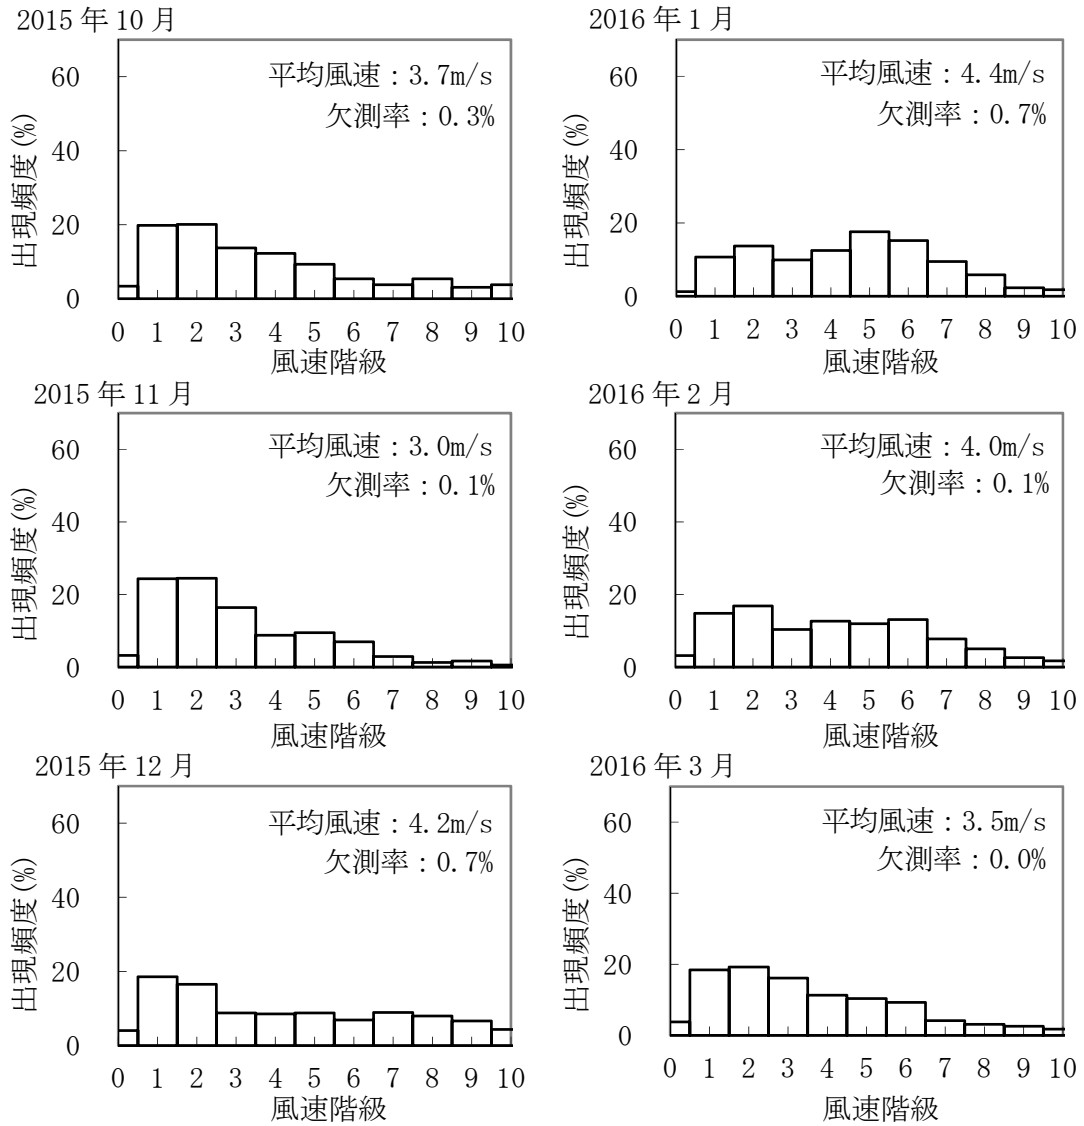 2015 年 10 月
平均風速：3.7m/s
欠測率：0.3%
出現頻度(%)
60
40
20
0
0 1 2 3 4 5 6 7 8 9 10
風速階級
2016 年 1 月
平均風速：4.4m/s
欠測率：0.7%
出現頻度(%)
60
40
20
0
0 1 2 3 4 5 6 7 8 9 10
風速階級
2015 年 11 月
平均風速：3.0m/s
欠測率：0.1%
出現頻度(%)
60
40
20
0
0 1 2 3 4 5 6 7 8 9 10
風速階級
2016 年 2 月
平均風速：4.0m/s
欠測率：0.1%
出現頻度(%)
60
40
20
0
0 1 2 3 4 5 6 7 8 9 10
風速階級
2015 年 12 月
平均風速：4.2m/s
欠測率：0.7%
出現頻度(%)
60
40
20
0
0 1 2 3 4 5 6 7 8 9 10
風速階級
2016 年 3 月
平均風速：3.5m/s
欠測率：0.0%
出現頻度(%)
60
40
20
0
0 1 2 3 4 5 6 7 8 9 10
風速階級